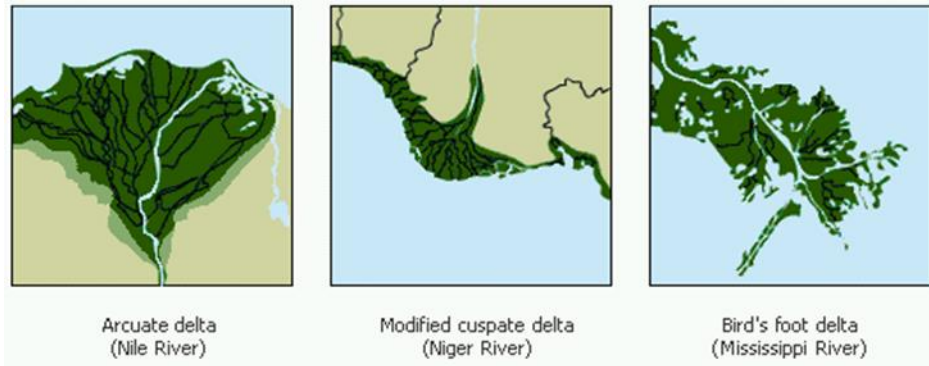 Arcuate delta
(Nile River)
Modified cuspate delta
(Niger River)
Bird's foot delta
(Mississippi River)